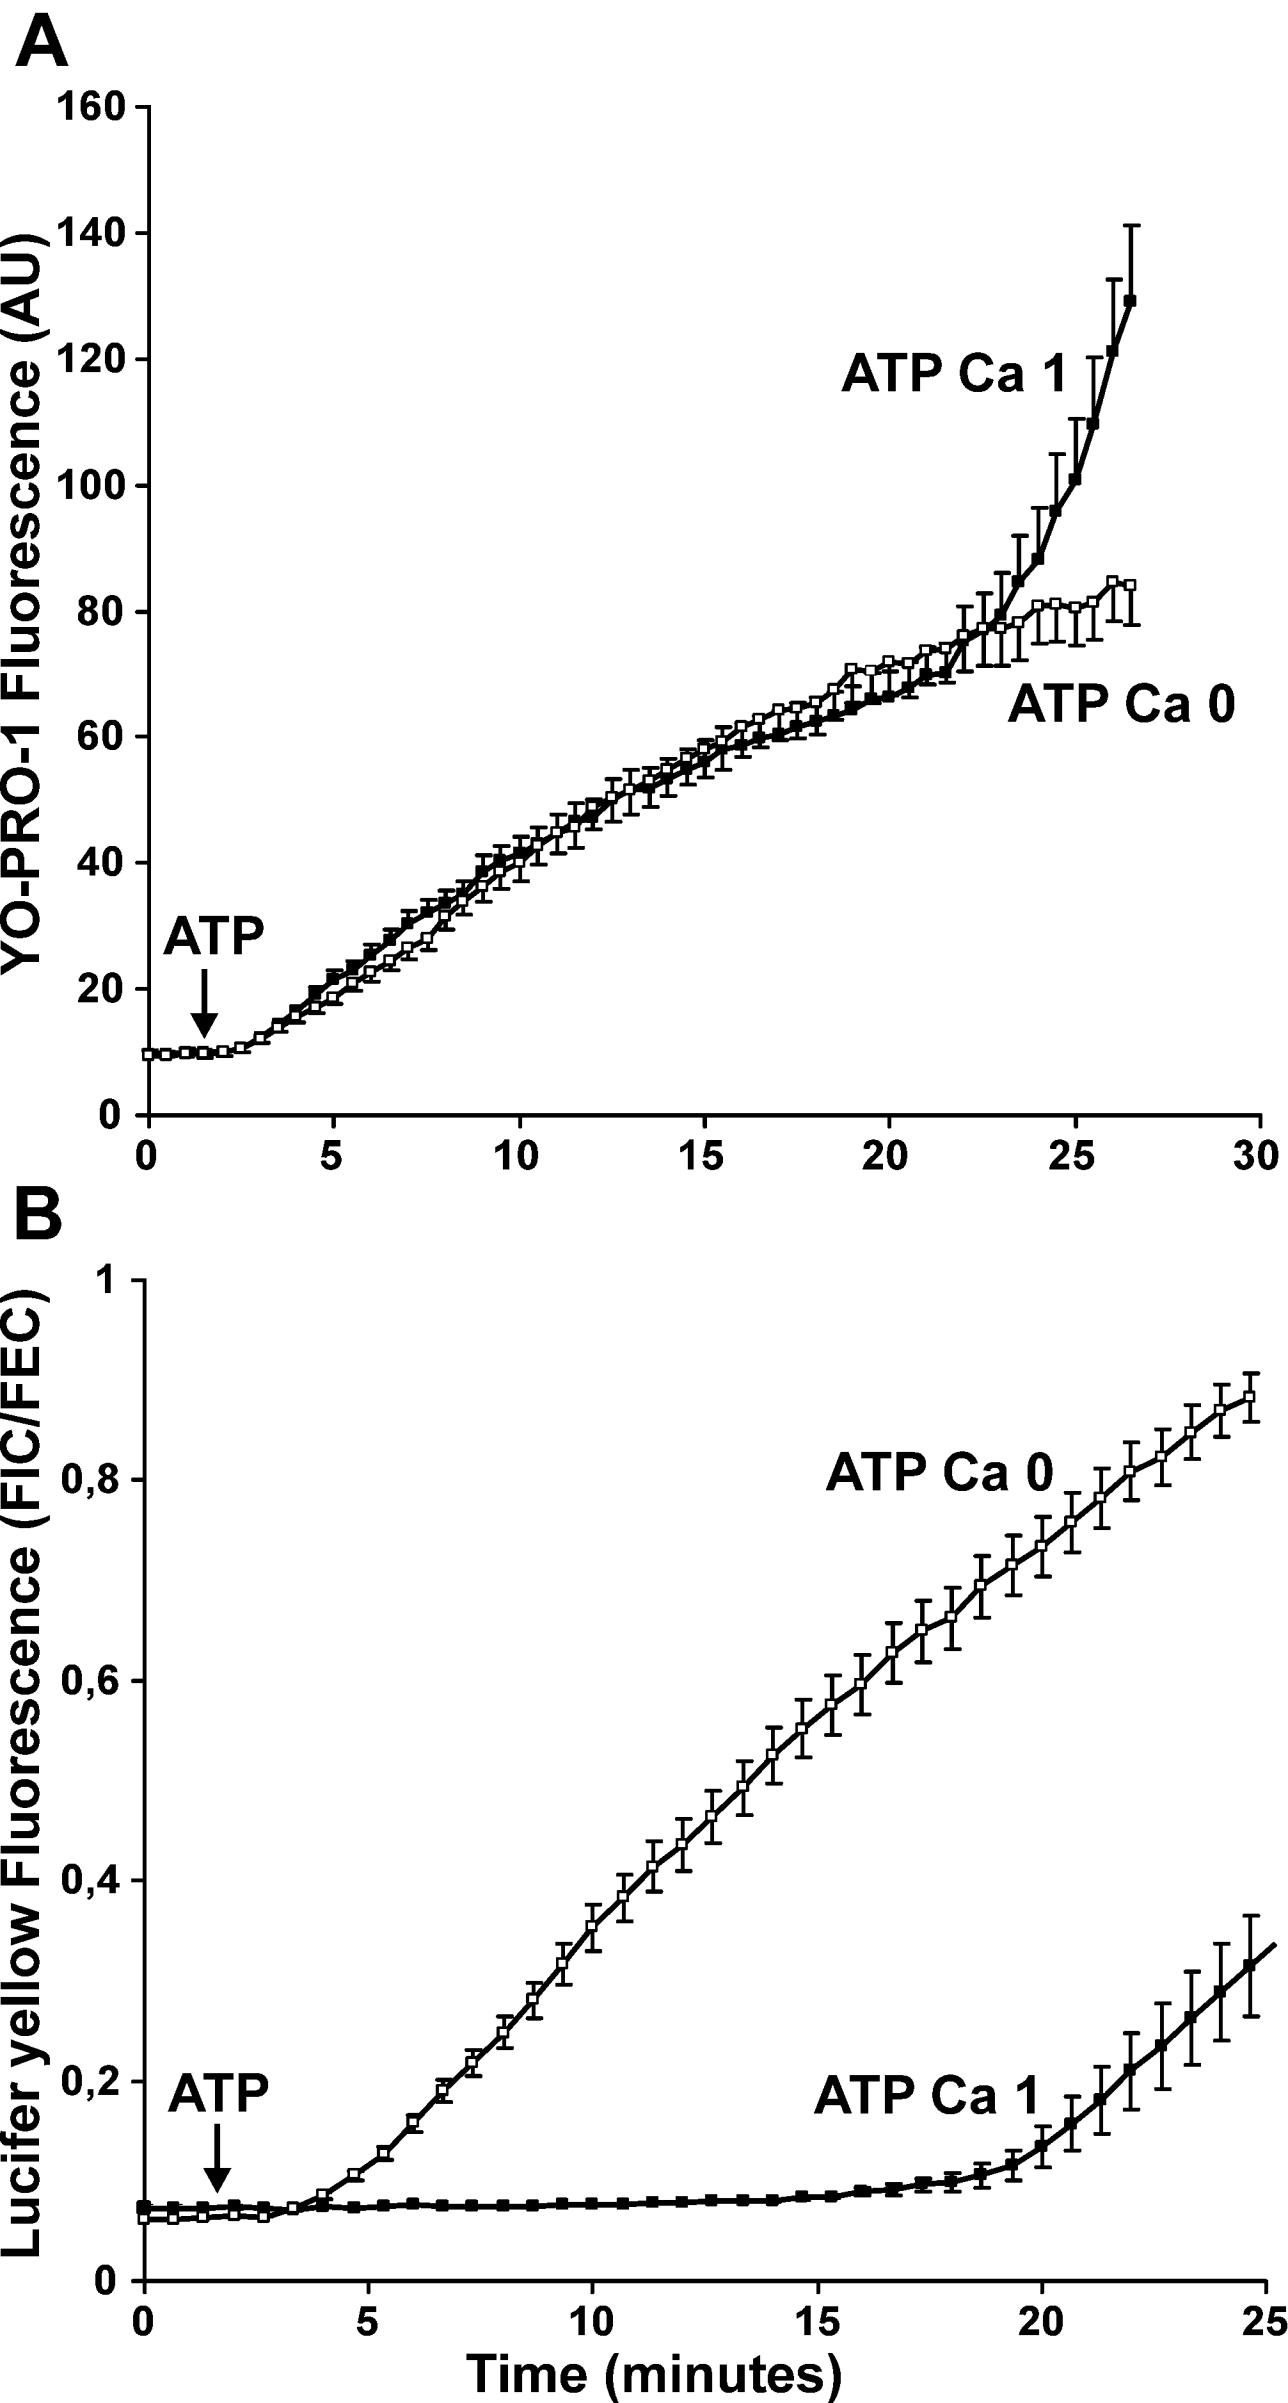 A
YO-PRO-1 Fluorescence (AU)
160
140
120
100
80
60
40
20
0
ATP Ca 1
ATP Ca 0
ATP
0 5 10 15 20 25 30
B
Lucifer yellow Fluorescence (FIC/FEC)
1
0,8
0,6
0,4
0,2
0
ATP Ca 0
ATP
ATP Ca 1
0 5 10 15 20 25
Time (minutes)